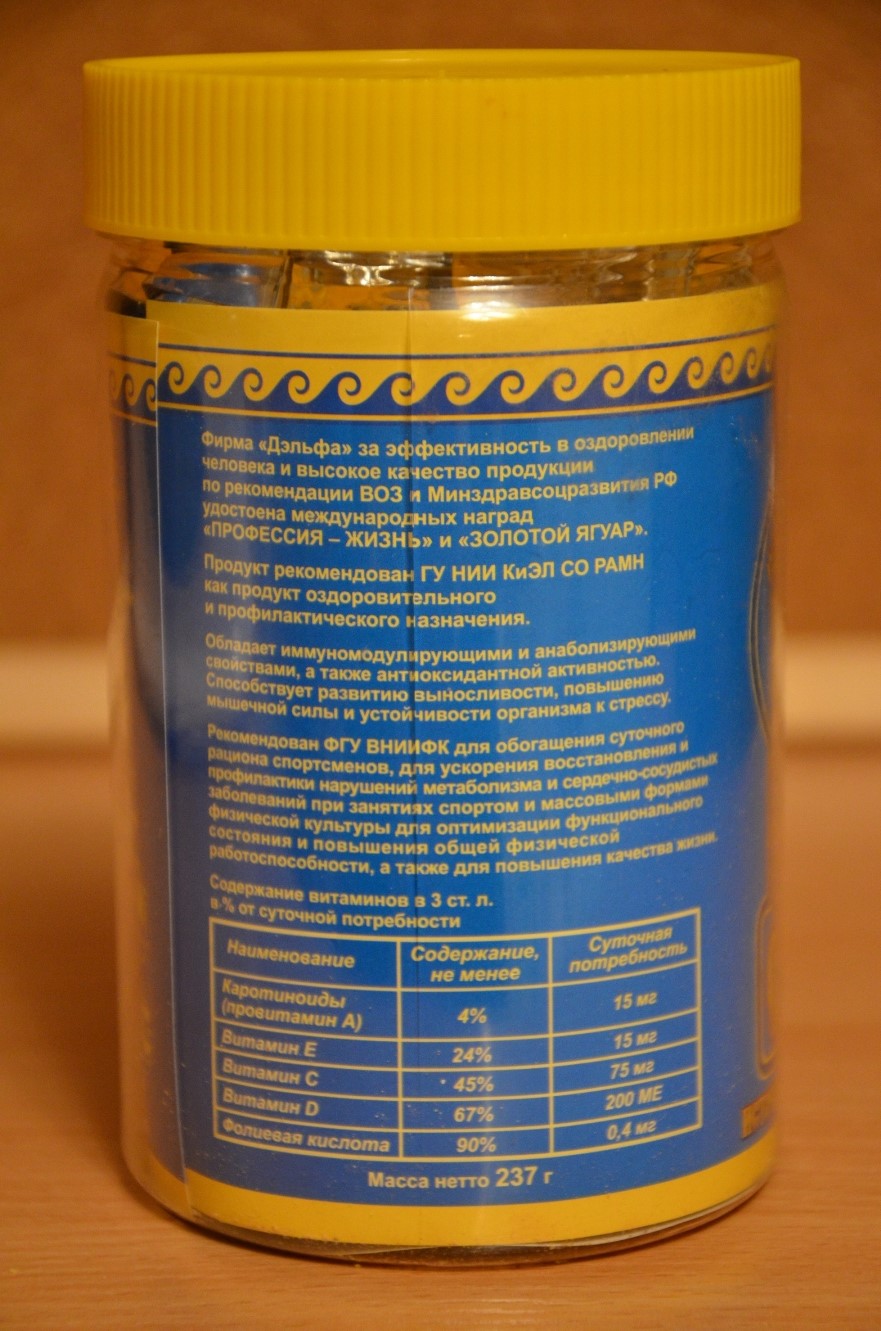 Фирма «Дэльфа» за эффективность в оздоровлении
человека и высокое качество продукции
по рекомендации ВОЗ и Минздравсоцразвития РФ
удостоена международных наград
«ПРОФЕССИЯ – ЖИЗНЬ» и «ЗОЛОТОЙ ЯГУАР».
Продукт рекомендован ГУ НИИ КиЭЛ СО РАМН
как продукт оздоровительного
и профилактического назначения.
Обладает иммуномодулирующими и анаболизирующими
свойствами, а также антиоксидантной активностью.
Способствует развитию выносливости, повышению
мышечной силы и устойчивости организма к стрессу.
Рекомендован ФГУ ВНИИФК для обогащения суточного
рациона спортсменов, для ускорения восстановления и
профилактики нарушений метаболизма и сердечно-сосудистых
заболеваний при занятиях спортом и массовыми формами
физической культуры для оптимизации функционального
состояния и повышения общей физической
работоспособности, а также для повышения качества жизни.
Содержание витаминов в 3 ст. л.
в % от суточной потребности
Наименование Содержание, не менее Суточная потребность
Каротиноиды (провитамин А) 4% 15 мг
Витамин Е 24% 15 мг
Витамин С 45% 75 мг
Витамин D 67% 200 МЕ
Фолиевая кислота 90% 0,4 мг
Масса нетто 237 г